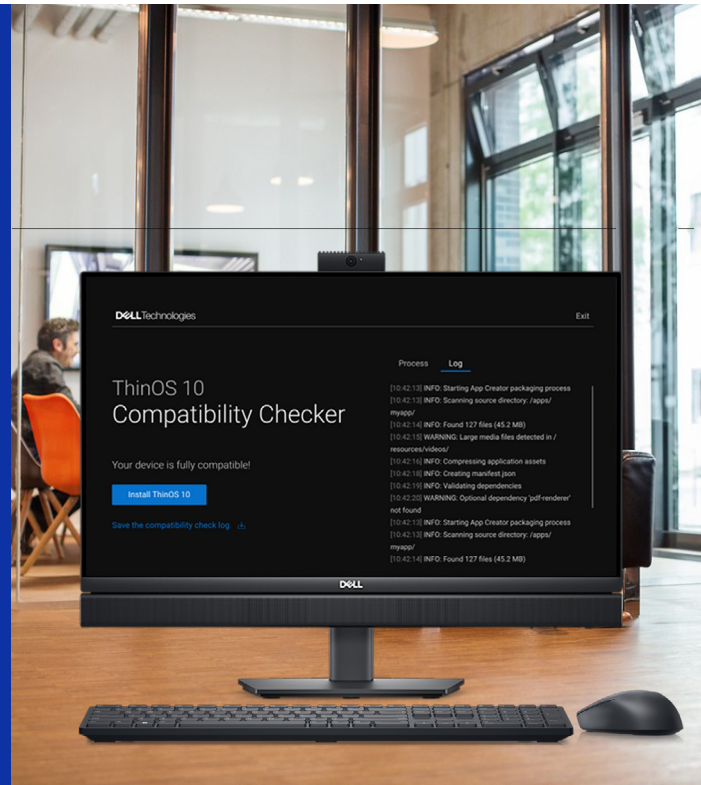 DELLTechnologies
Exit
ThinOS 10
Compatibility Checker
Your device is fully compatible!
Install ThinOS 10
Save the compatibility check log
Process Log
[10:42:13] INFO: Starting App Creator packaging process
[10:42:13] INFO: Scanning source directory: /apps/
myapp/
[10:42:14] INFO: Found 127 files (45.2 MB)
[10:42:15] WARNING: Large media files detected in /
resources/videos/
[10:42:16] INFO: Compressing application assets
[10:42:18] INFO: Creating manifest.json
[10:42:19] INFO: Validating dependencies
[10:42:20] WARNING: Optional dependency 'pdf-renderer'
not found
[10:42:13] INFO: Starting App Creator packaging process
[10:42:13] INFO: Scanning source directory: /apps/
myapp/
[10:42:14] INFO: Found 127 files (45.2 MB)
DELL